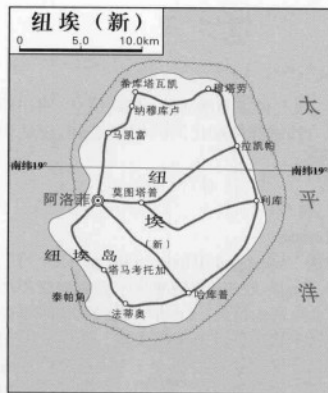 纽埃（新）
0 5.0 10.0km
希库塔瓦凯
穆塔劳
纳穆库卢
马凯富
太
拉凯帕
南纬19°
南纬19°
纽
阿洛菲
莫图塔普
利库
平
埃
（新）
纽埃岛
塔马考托加
哈库普
洋
泰帕角
法蒂奥